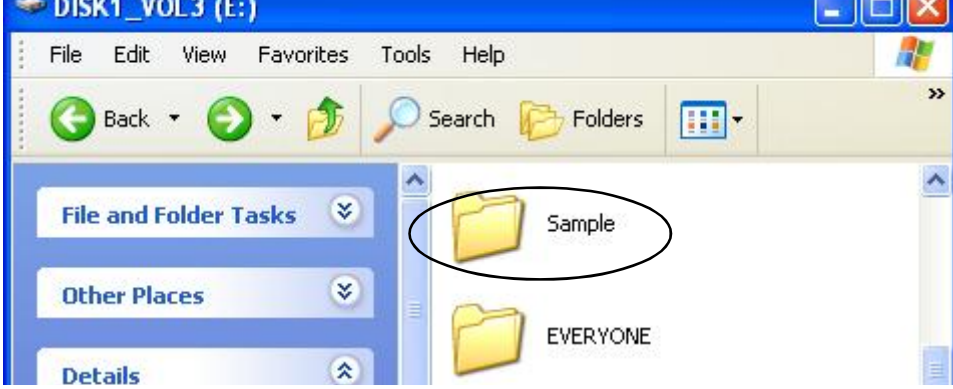 DISK1_VOL3 (E:)
File Edit View Favorites Tools Help
Back Search Folders
File and Folder Tasks
Other Places
Details
Sample
EVERYONE